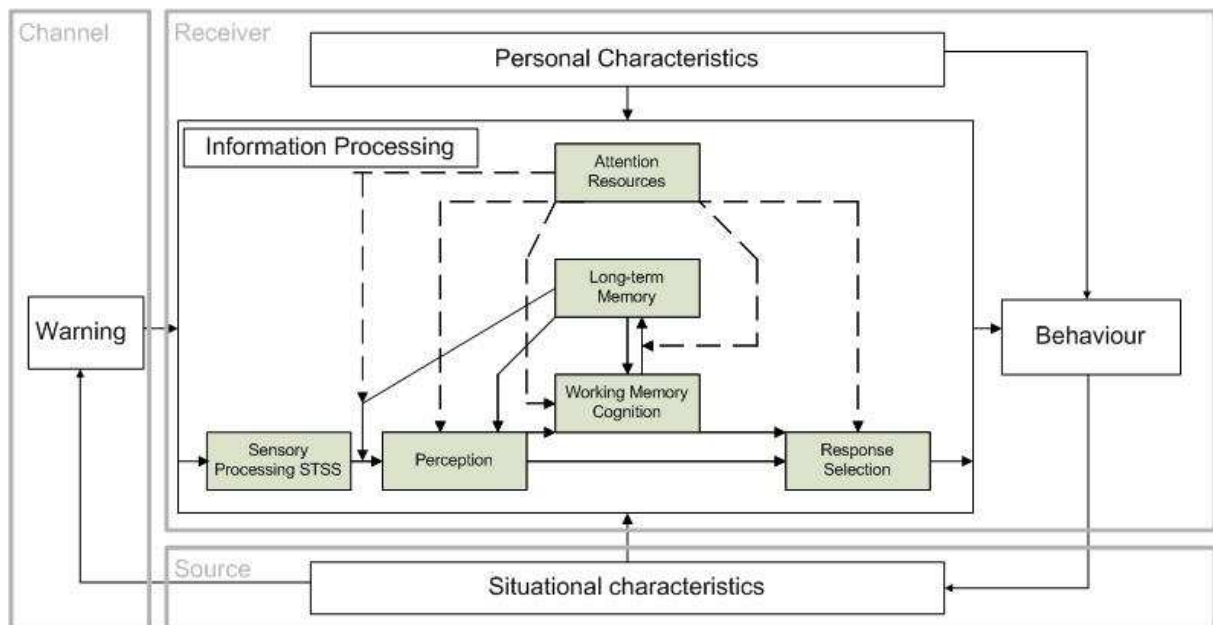 Channel
Receiver
Personal Characteristics
Information Processing
Attention
Resources
Long-term
Memory
Warning
Behaviour
Working Memory
Cognition
Sensory
Processing STSS
Perception
Response
Selection
Source
Situational characteristics